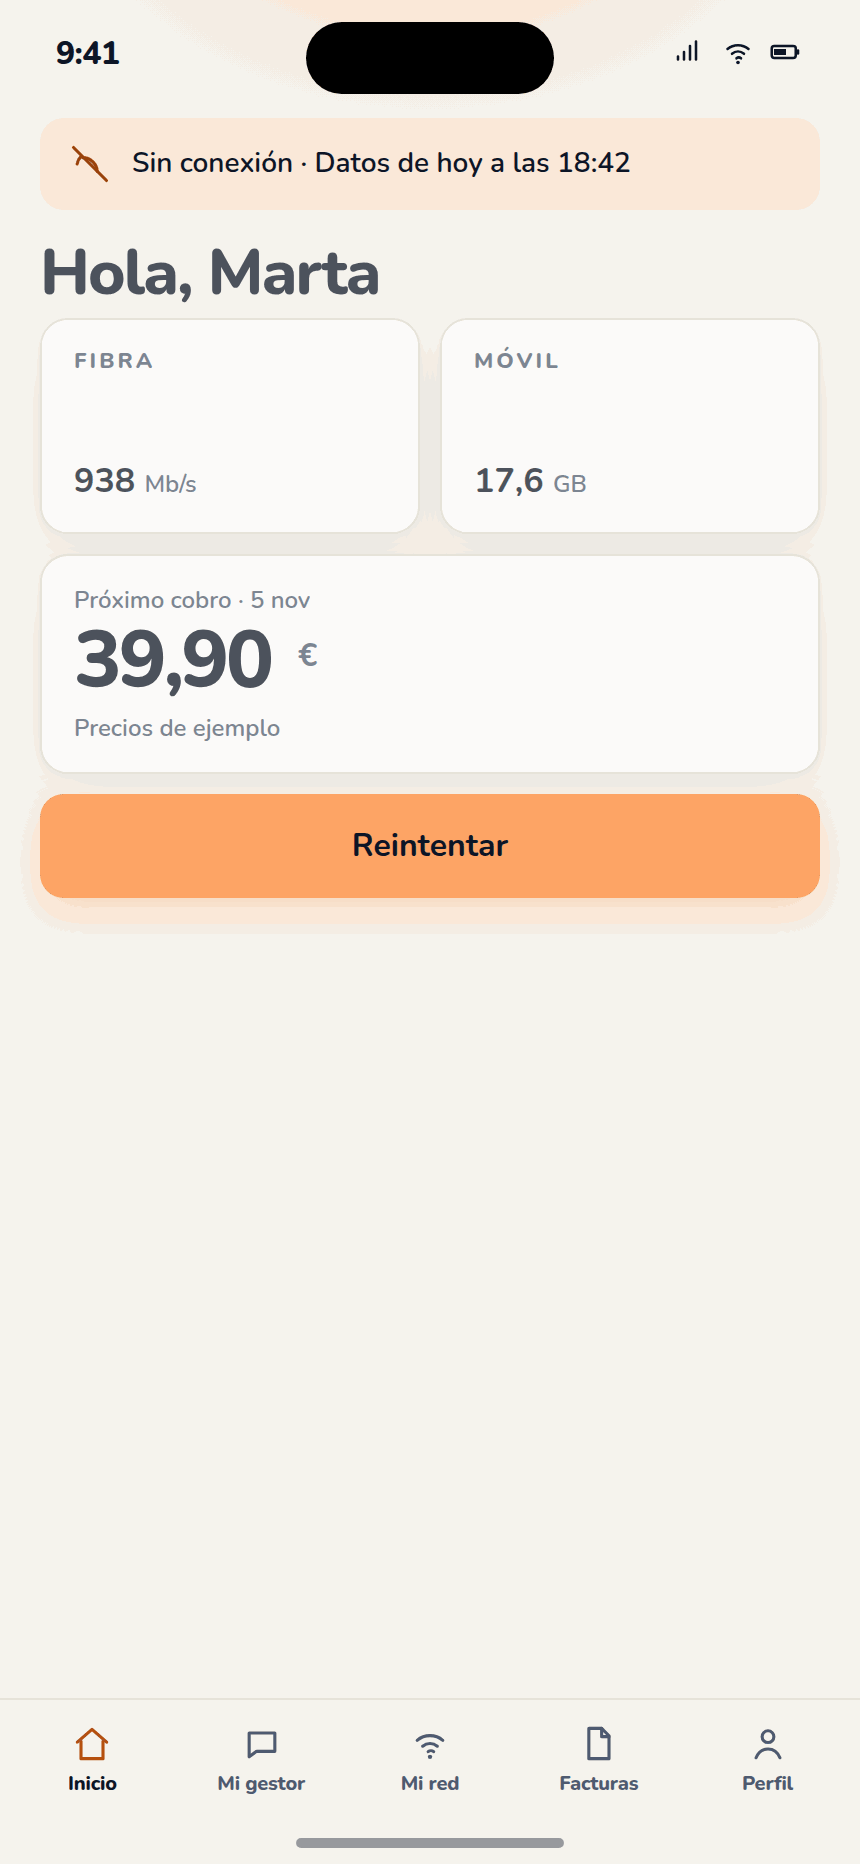 9:41
Sin conexión · Datos de hoy a las 18:42
Hola, Marta
FIBRA
938 Mb/s
MÓVIL
17,6 GB
Próximo cobro · 5 nov
39,90 €
Precios de ejemplo
Reintentar
Inicio
Mi gestor
Mi red
Facturas
Perfil